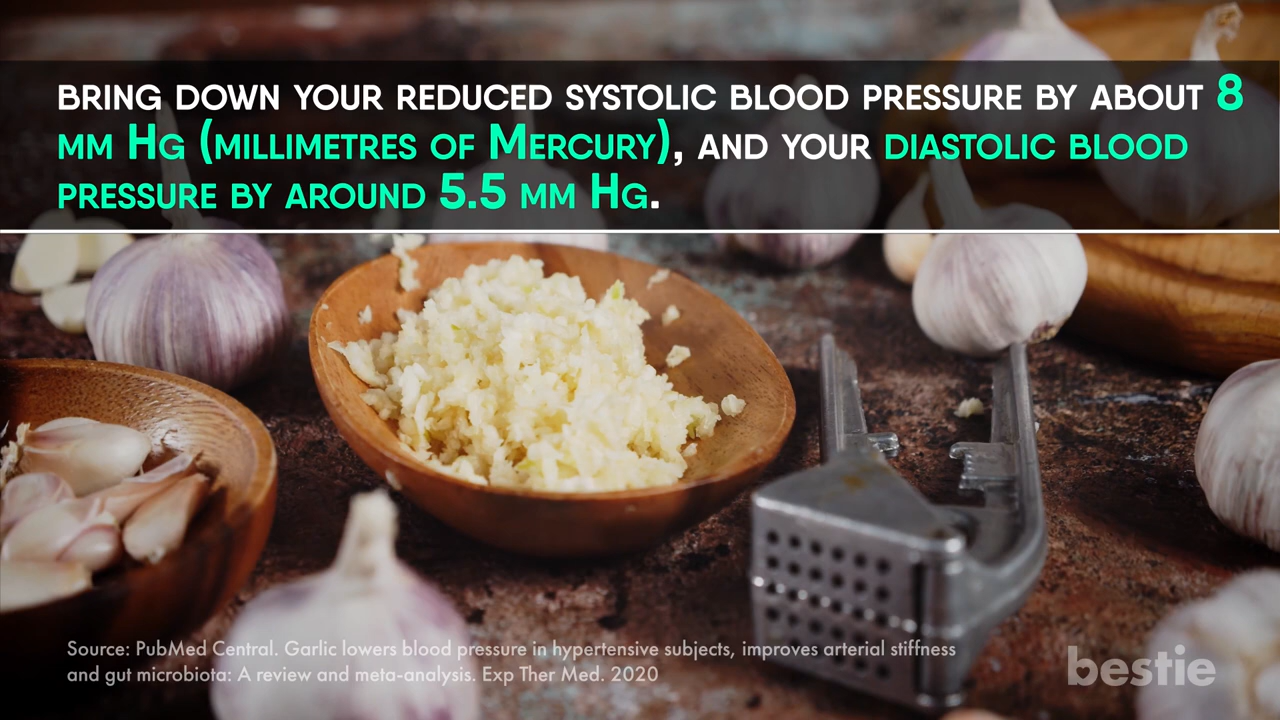 BRING DOWN YOUR REDUCED SYSTOLIC BLOOD PRESSURE BY ABOUT 8
MM HG (MILLIMETRES OF MERCURY), AND YOUR DIASTOLIC BLOOD
PRESSURE BY AROUND 5.5 MM HG.
Source: PubMed Central. Garlic lowers blood pressure in hypertensive subjects, improves arterial stiffness
and gut microbiota: A review and meta-analysis. Exp Ther Med. 2020
bestie